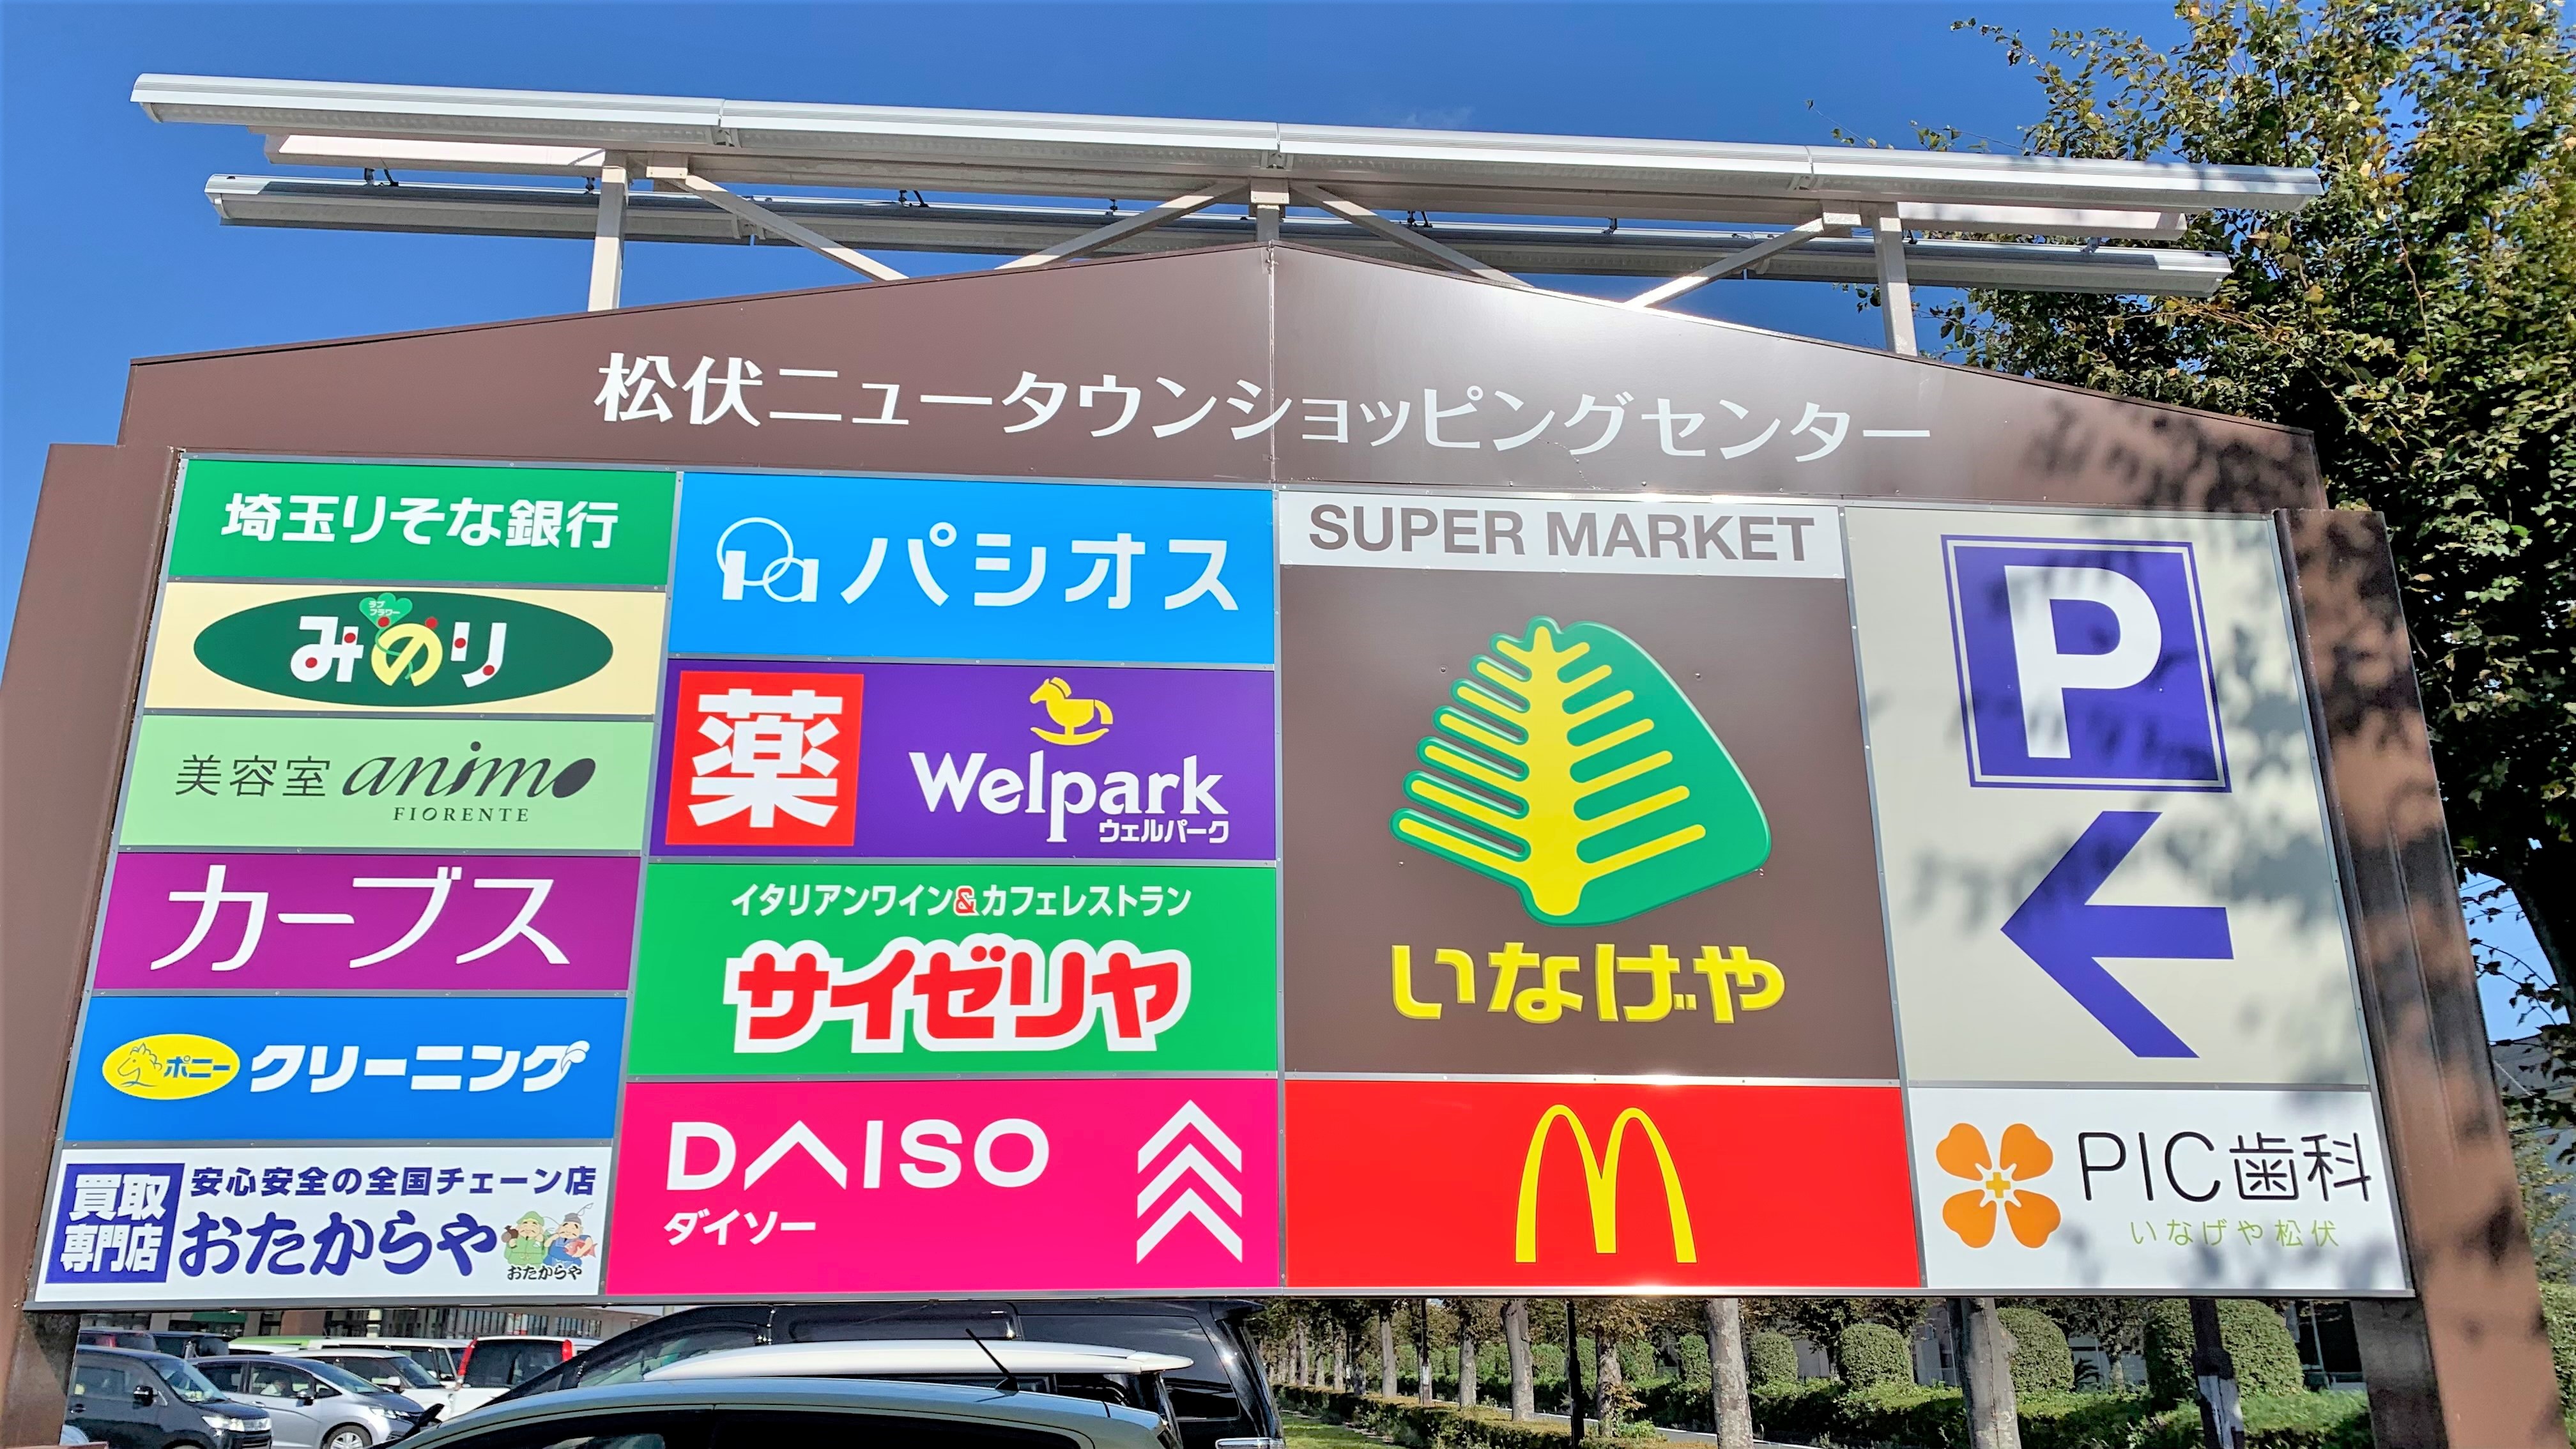 松伏ニュータウンショッピングセンター
埼玉りそな銀行
ラブ
フラワー
みのり
美容室 animo
FIORENTE
カーブス
ポニー クリーニング
買取
専門店
安心安全の全国チェーン店
おたからや
おたからや
pa パシオス
薬
Welpark
ウェルパーク
イタリアンワイン&カフェレストラン
サイゼリヤ
DAISO
ダイソー
SUPER MARKET
いなげや
M
P
PIC歯科
いなげや松伏